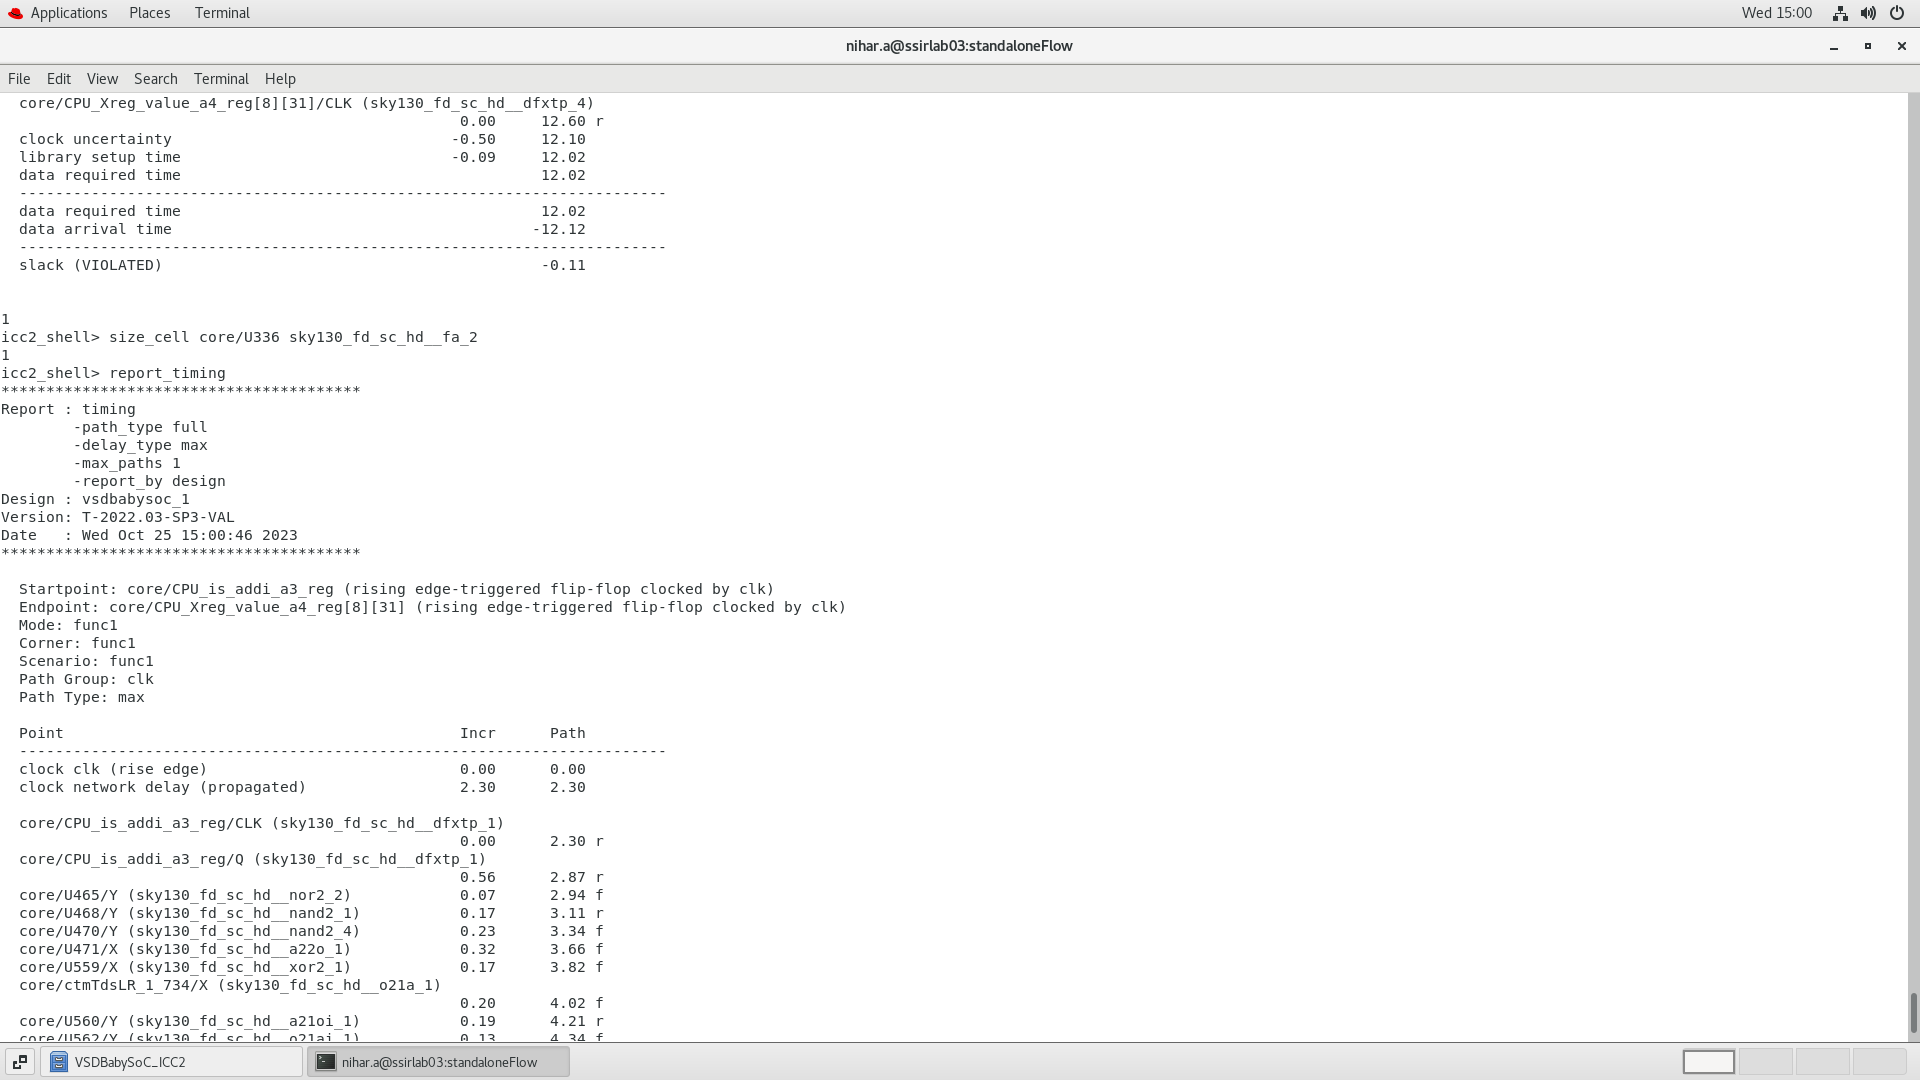 Applications Places Terminal Wed 15:00
nihar.a@ssirlab03:standaloneFlow
File Edit View Search Terminal Help
core/CPU_Xreg_value_a4_reg[8][31]/CLK (sky130_fd_sc_hd__dfxtp_4)
0.00 12.60 r
clock uncertainty -0.50 12.10
library setup time -0.09 12.02
data required time 12.02
------------------------------------------------------------------------
data required time 12.02
data arrival time -12.12
------------------------------------------------------------------------
slack (VIOLATED) -0.11
1
icc2_shell> size_cell core/U336 sky130_fd_sc_hd__fa_2
1
icc2_shell> report_timing
****************************************
Report : timing
-path_type full
-delay_type max
-max_paths 1
-report_by design
Design : vsdbabysoc_1
Version: T-2022.03-SP3-VAL
Date : Wed Oct 25 15:00:46 2023
****************************************
Startpoint: core/CPU_is_addi_a3_reg (rising edge-triggered flip-flop clocked by clk)
Endpoint: core/CPU_Xreg_value_a4_reg[8][31] (rising edge-triggered flip-flop clocked by clk)
Mode: func1
Corner: func1
Scenario: func1
Path Group: clk
Path Type: max
Point Incr Path
------------------------------------------------------------------------
clock clk (rise edge) 0.00 0.00
clock network delay (propagated) 2.30 2.30
core/CPU_is_addi_a3_reg/CLK (sky130_fd_sc_hd__dfxtp_1)
0.00 2.30 r
core/CPU_is_addi_a3_reg/Q (sky130_fd_sc_hd__dfxtp_1)
0.56 2.87 r
core/U465/Y (sky130_fd_sc_hd__nor2_2) 0.07 2.94 f
core/U468/Y (sky130_fd_sc_hd__nand2_1) 0.17 3.11 r
core/U470/Y (sky130_fd_sc_hd__nand2_4) 0.23 3.34 f
core/U471/X (sky130_fd_sc_hd__a22o_1) 0.32 3.66 f
core/U559/X (sky130_fd_sc_hd__xor2_1) 0.17 3.82 f
core/ctmTdsLR_1_734/X (sky130_fd_sc_hd__o21a_1)
0.20 4.02 f
core/U560/Y (sky130_fd_sc_hd__a21oi_1) 0.19 4.21 r
core/U562/Y (sky130_fd_sc_hd__o21ai_1) 0.13 4.34 f
VSDBabySoC_ICC2 nihar.a@ssirlab03:standaloneFlow